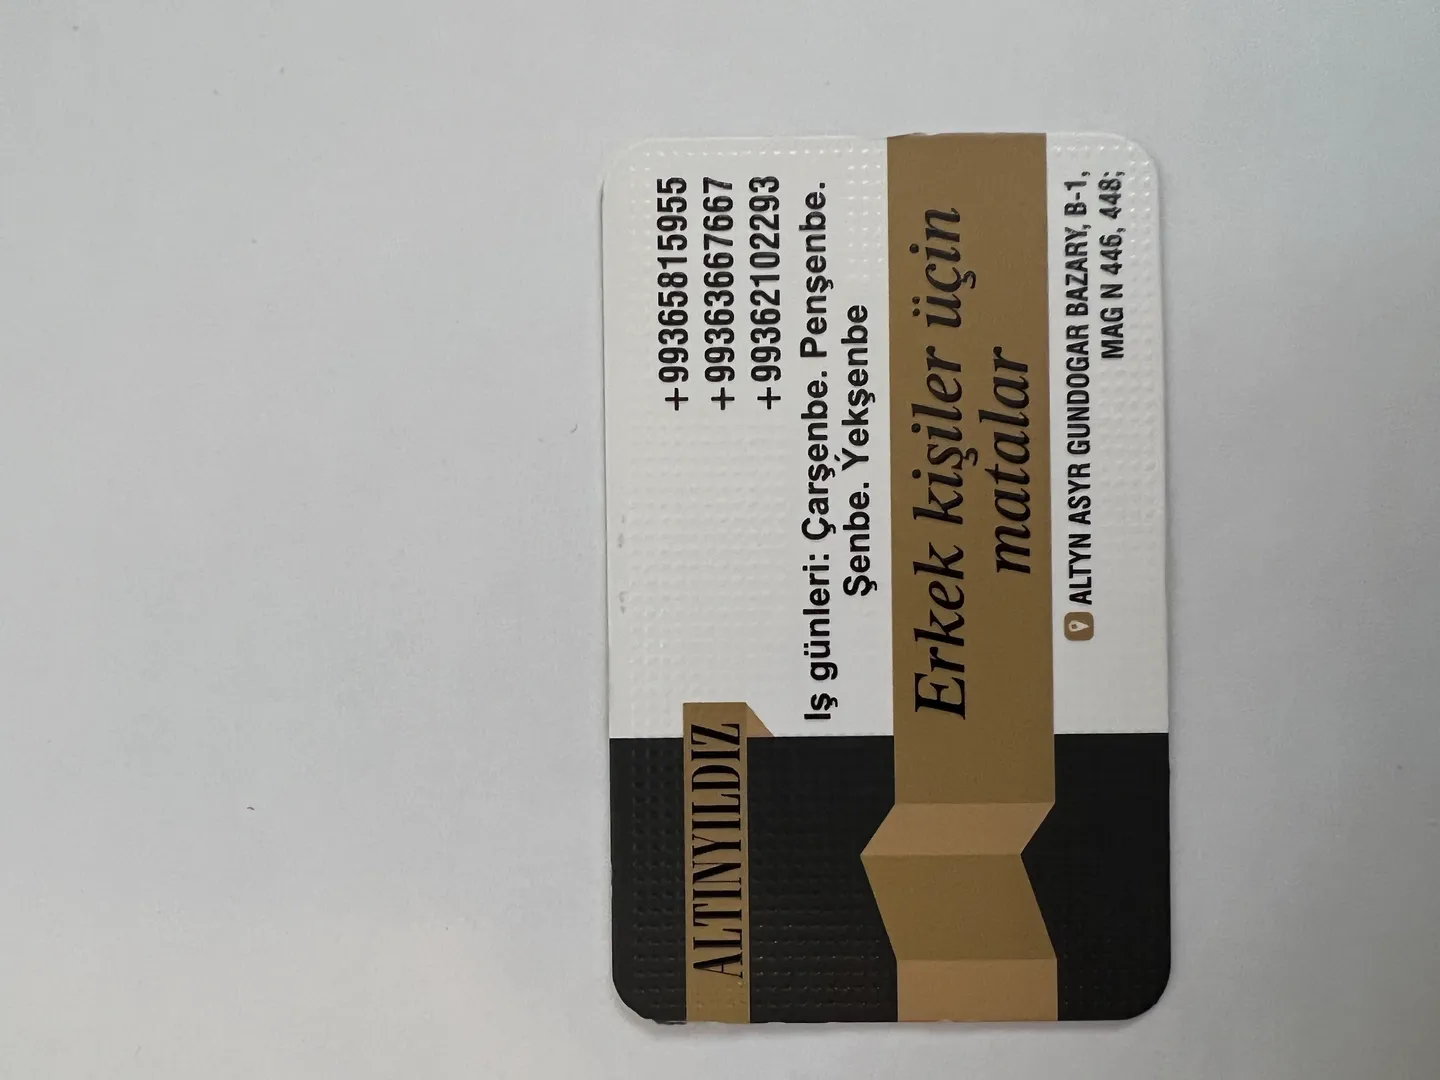 ALTINYILDIZ
+99365815955
+99363667667
+99362102293
Iş günleri: Çarşenbe. Penşenbe.
Şenbe. Ýekşenbe
Erkek kişiler üçin
matalar
ALTYN ASYR GUNDOGAR BAZARY, B-1,
MAG N 446, 448;